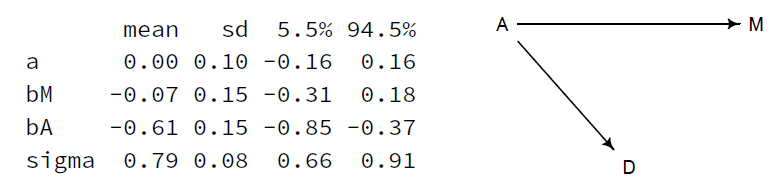 mean sd 5.5% 94.5%
a 0.00 0.10 −0.16 0.16
bM −0.07 0.15 −0.31 0.18
bA −0.61 0.15 −0.85 −0.37
sigma 0.79 0.08 0.66 0.91
A M
D